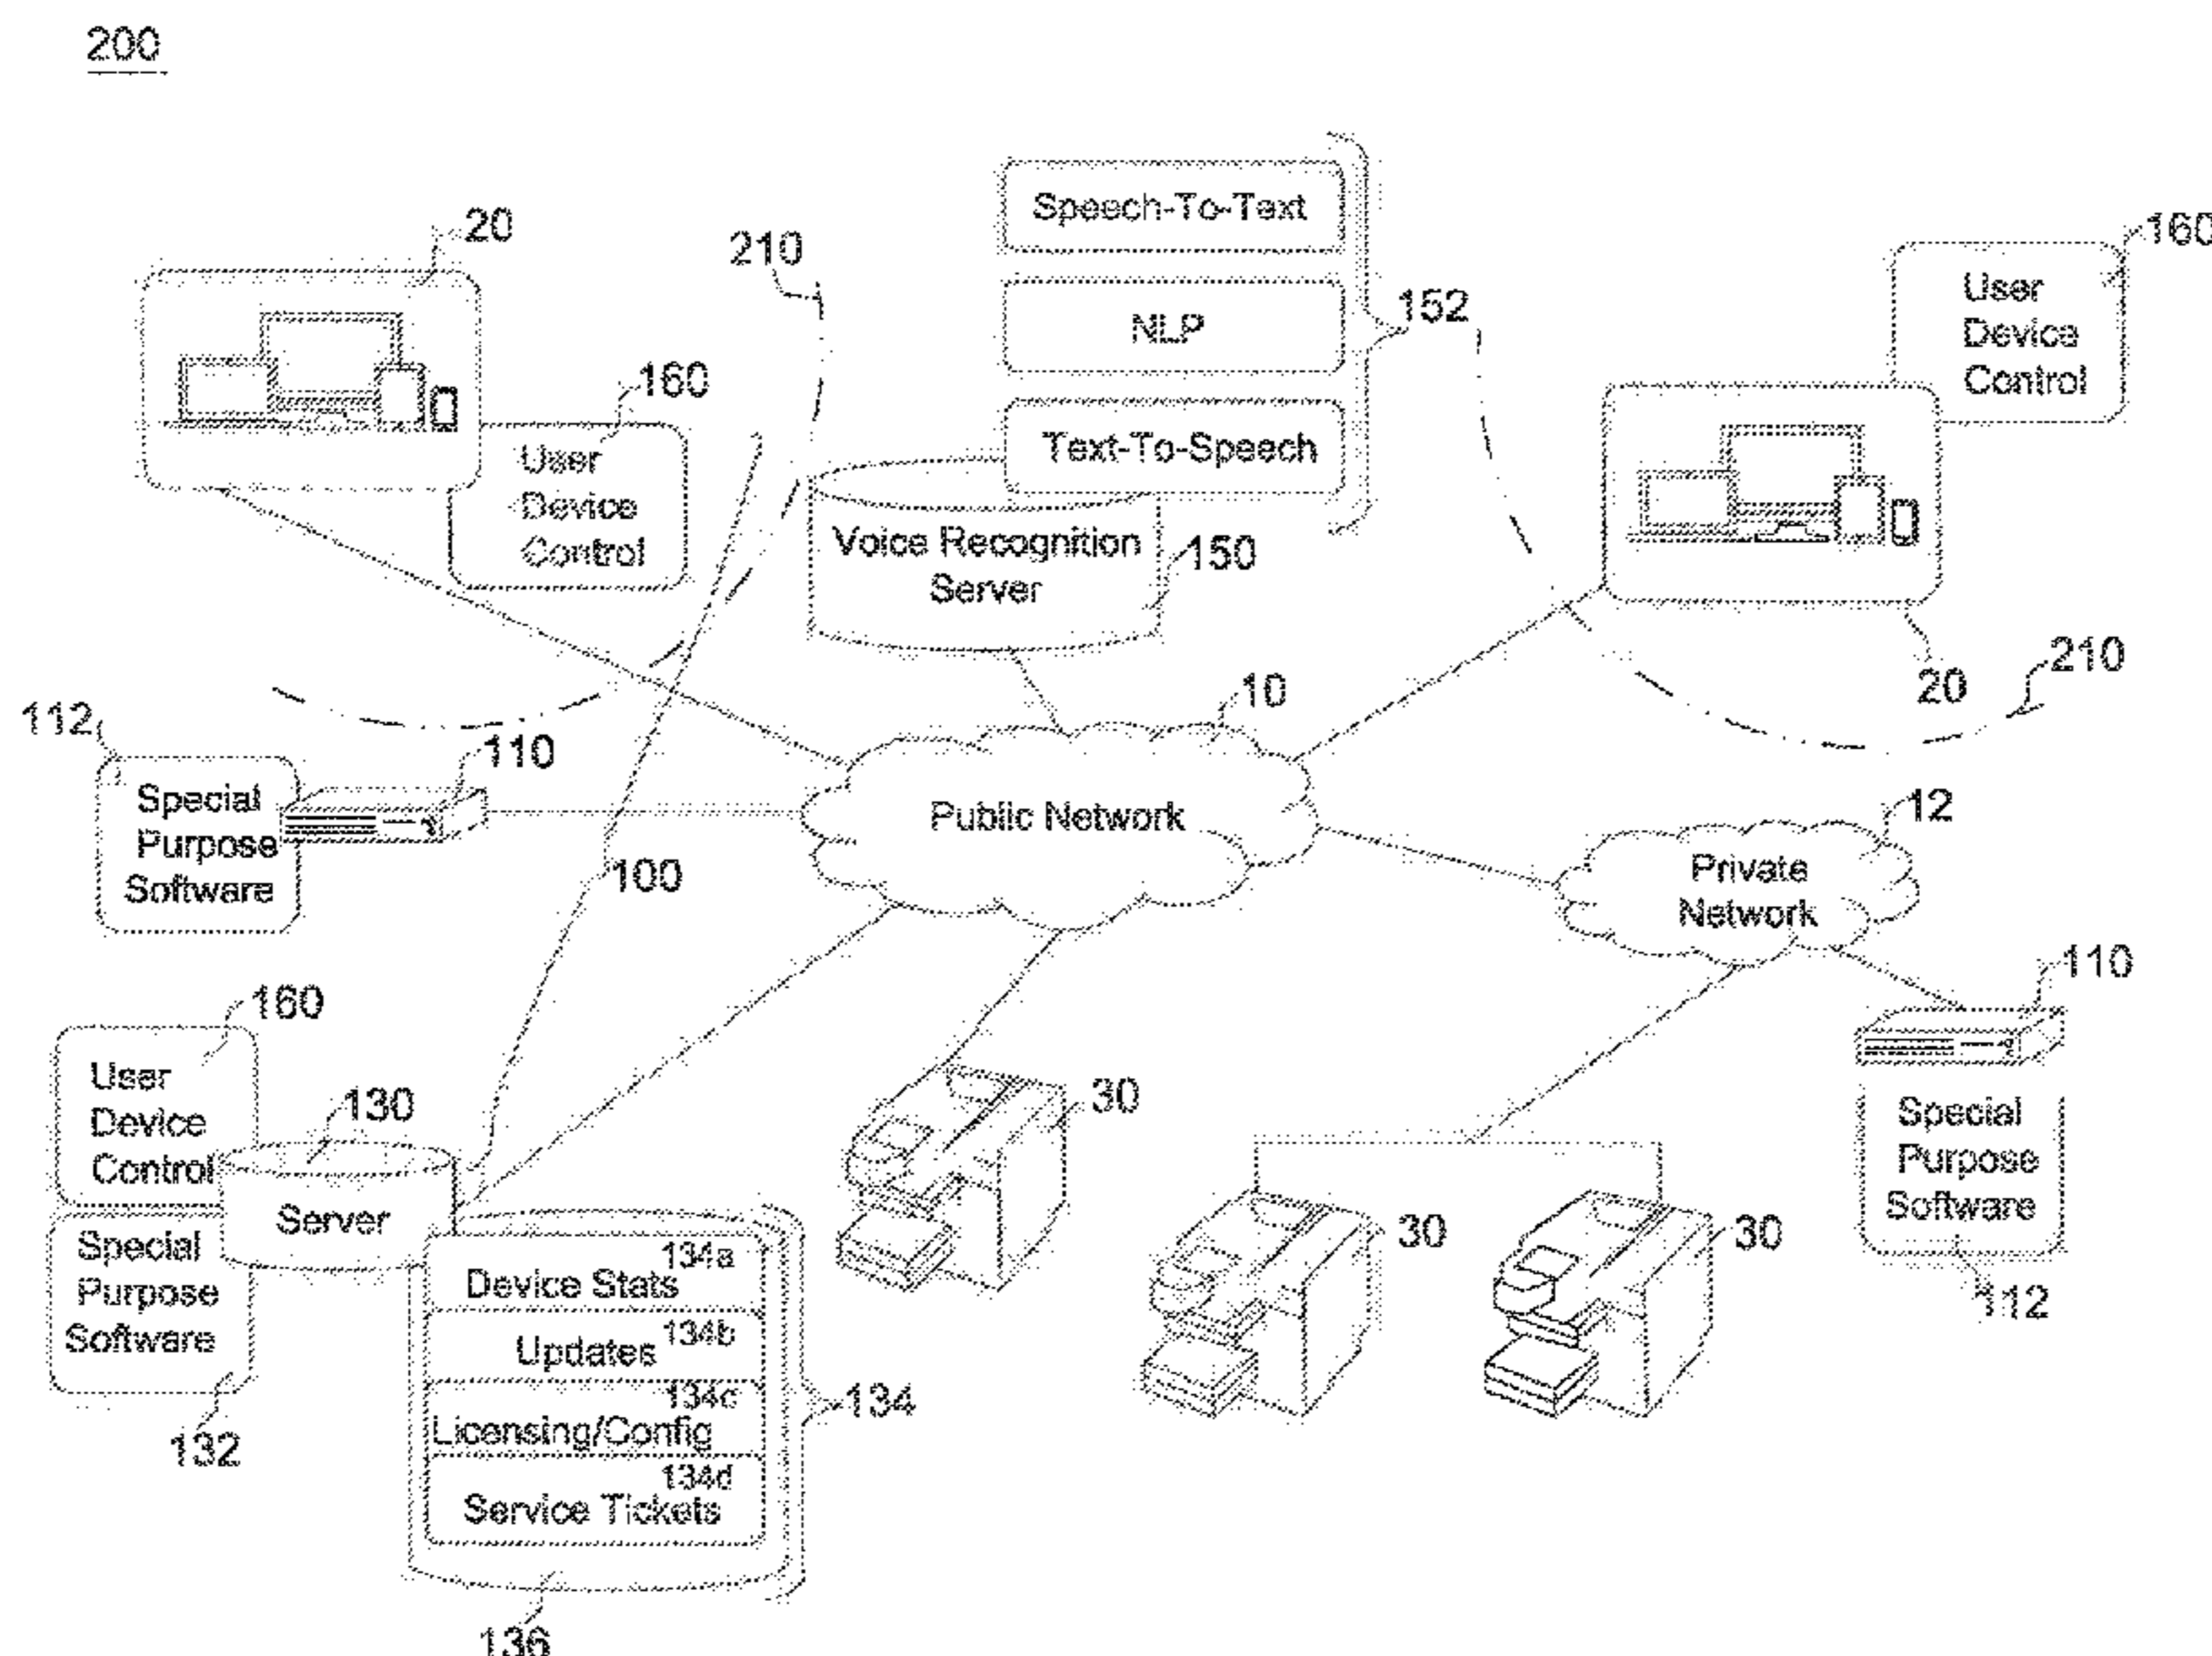 200
Speech-To-Text
NLP
Text-To-Speech
152
Voice Recognition
Server
150
20
160
User
Device
Control
210
160
User
Device
Control
20
210
112
Special
Purpose
Software
110
100
10
Public Network
12
Private
Network
110
Special
Purpose
Software
112
160
User
Device
Control
130
Server
Special
Purpose
Software
132
134a
Device Stats
134b
Updates
134c
Licensing/Config
134d
Service Tickets
134
136
30
30
30